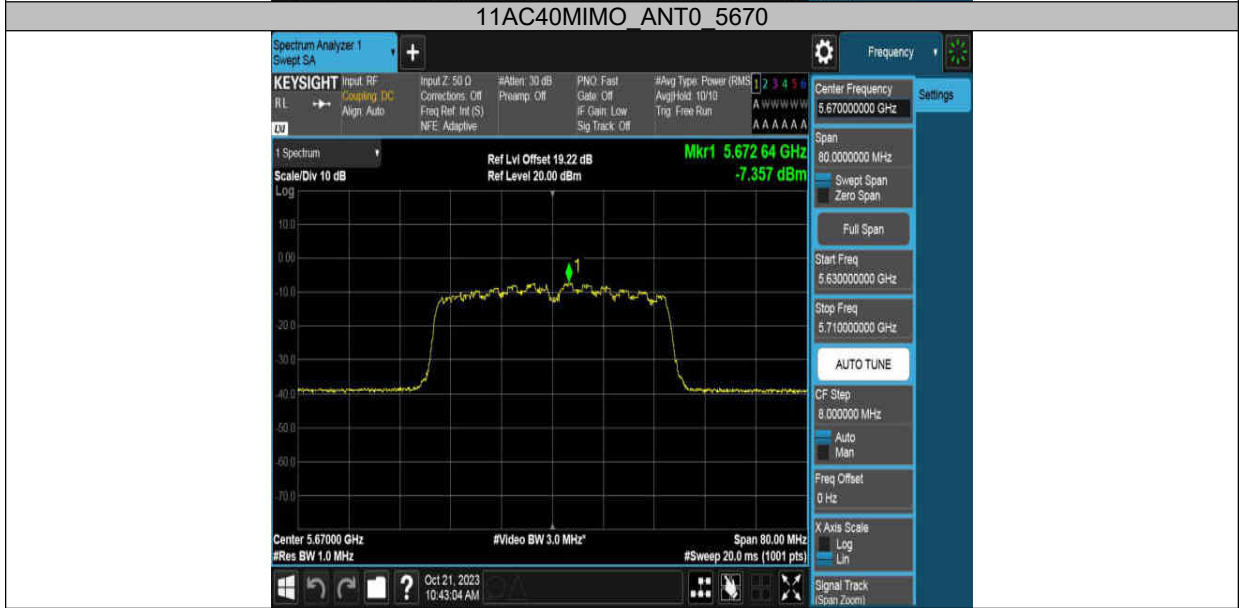 11AC40MIMO_ANT0_5670
Spectrum Analyzer 1
Swept SA
+
Frequency
KEYSIGHT
RL
Input: RF
Coupling: DC
Align: Auto
Input Z: 50 Ω
Corrections: Off
Freq Ref: Int (S)
NFE: Adaptive
#Atten: 30 dB
Preamp: Off
PNO: Fast
Gate: Off
IF Gain: Low
Sig Track: Off
#Avg Type: Power (RMS
Avg|Hold: 10/10
Trig: Free Run
1 2 3 4 5 6
A W W W W W
A A A A A A
1 Spectrum
Scale/Div 10 dB
Log
Ref Lvl Offset 19.22 dB
Ref Level 20.00 dBm
Mkr1 5.672 64 GHz
-7.357 dBm
10.0
0.00
-10.0
-20.0
-30.0
-40.0
-50.0
-60.0
-70.0
1
Center 5.67000 GHz
#Res BW 1.0 MHz
#Video BW 3.0 MHz*
Span 80.00 MHz
#Sweep 20.0 ms (1001 pts)
?
Oct 21, 2023
10:43:04 AM
Center Frequency
5.670000000 GHz
Settings
Span
80.0000000 MHz
Swept Span
Zero Span
Full Span
Start Freq
5.630000000 GHz
Stop Freq
5.710000000 GHz
AUTO TUNE
CF Step
8.000000 MHz
Auto
Man
Freq Offset
0 Hz
X Axis Scale
Log
Lin
Signal Track
(Span Zoom)